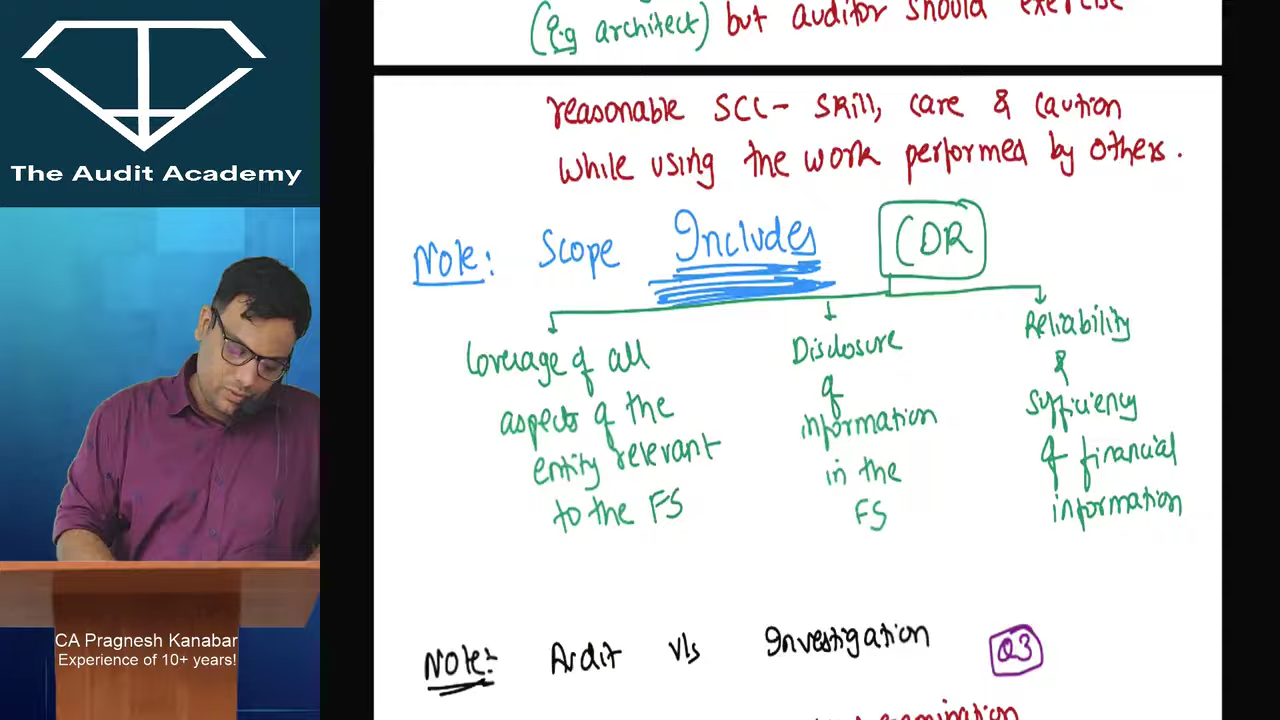 The Audit Academy
CA Pragnesh Kanabar
Experience of 10+ years!
(Eg architect) but auditor should exercise
reasonable SCC- Skill, care & caution
while using the work performed by others.
Note: Scope Includes CDR
Coverage of all
aspects of the
entity relevant
to the FS
Disclosure
of
information
in the
FS
Reliability
&
sufficiency
of financial
information
Note: Audit v/s Investigation Q3
examination